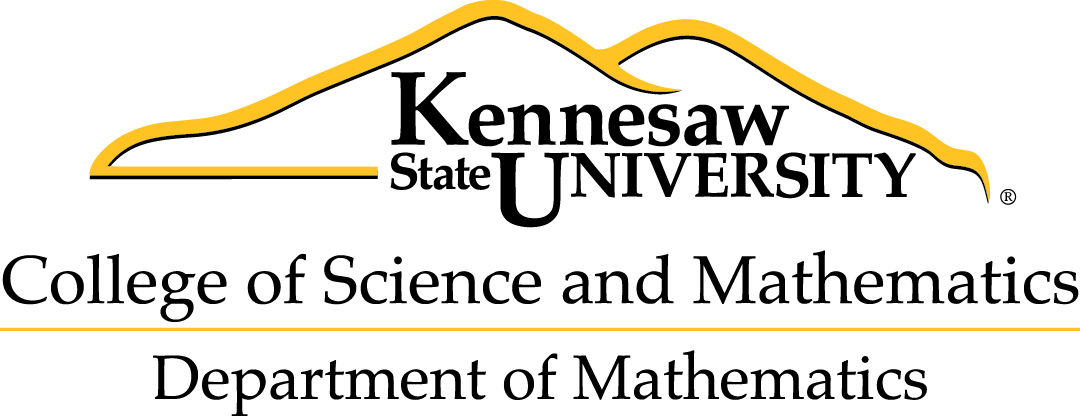 Kennesaw
State UNIVERSITY ®
College of Science and Mathematics
Department of Mathematics